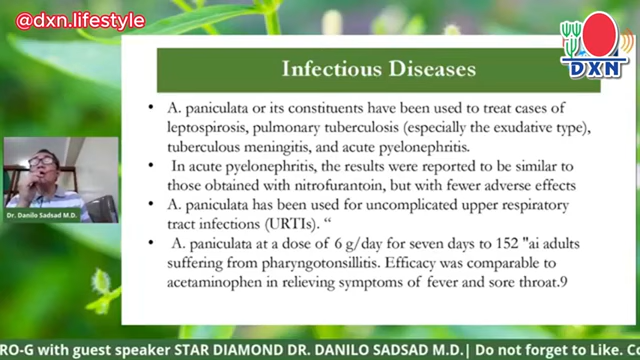 @dxn.lifestyle
DXN
Infectious Diseases
• A. paniculata or its constituents have been used to treat cases of
leptospirosis, pulmonary tuberculosis (especially the exudative type),
tuberculous meningitis, and acute pyelonephritis.
• In acute pyelonephritis, the results were reported to be similar to
those obtained with nitrofurantoin, but with fewer adverse effects
• A. paniculata has been used for uncomplicated upper respiratory
tract infections (URTIs). “
• A. paniculata at a dose of 6 g/day for seven days to 152 "ai adults
suffering from pharyngotonsillitis. Efficacy was comparable to
acetaminophen in relieving symptoms of fever and sore throat.9
Dr. Danilo Sadsad M.D.
RO-G with guest speaker STAR DIAMOND DR. DANILO SADSAD M.D.| Do not forget to Like. C